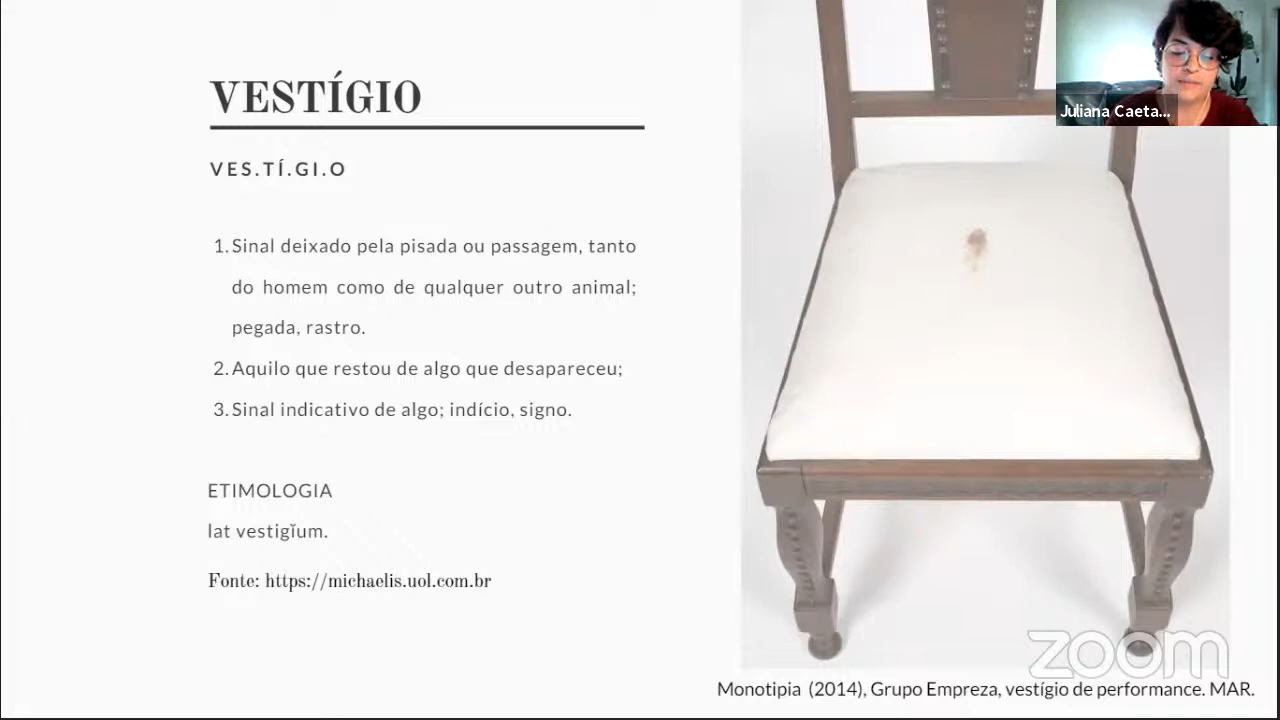 VESTÍGIO
VES.TÍ.GI.O
1. Sinal deixado pela pisada ou passagem, tanto
do homem como de qualquer outro animal;
pegada, rastro.
2. Aquilo que restou de algo que desapareceu;
3. Sinal indicativo de algo; indício, signo.
ETIMOLOGIA
lat vestigĭum.
Fonte: https://michaelis.uol.com.br
Juliana Caeta...
zoom
Monotipia (2014), Grupo Empreza, vestígio de performance. MAR.